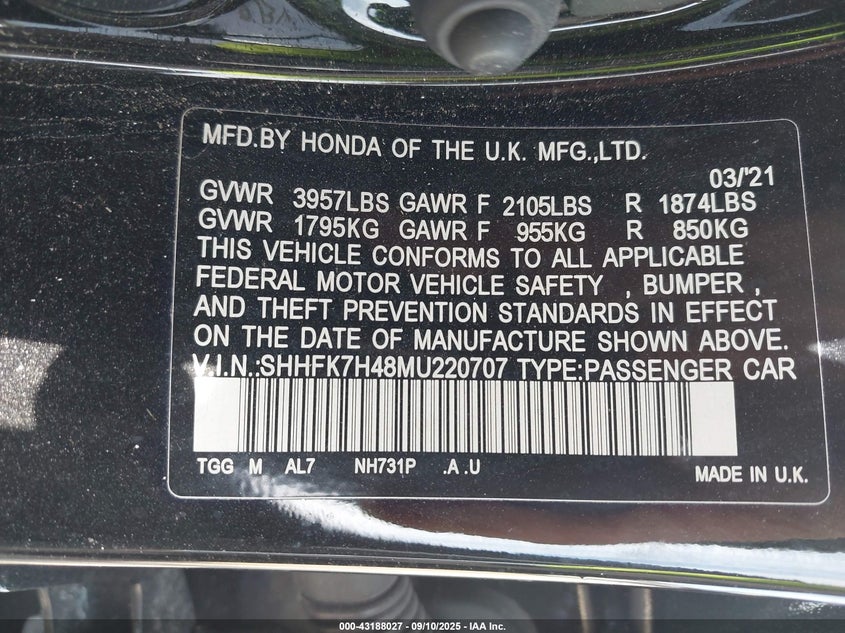 MFD.BY HONDA OF THE U.K. MFG.,LTD.
03/'21
GVWR 3957LBS GAWR F 2105LBS R 1874LBS
GVWR 1795KG GAWR F 955KG R 850KG
THIS VEHICLE CONFORMS TO ALL APPLICABLE
FEDERAL MOTOR VEHICLE SAFETY , BUMPER ,
AND THEFT PREVENTION STANDARDS IN EFFECT
ON THE DATE OF MANUFACTURE SHOWN ABOVE.
V.I.N.:SHHFK7H48MU220707 TYPE:PASSENGER CAR
TGG M AL7 NH731P .A .U
MADE IN U.K.
000-43188027 - 09/10/2025 - IAA Inc.